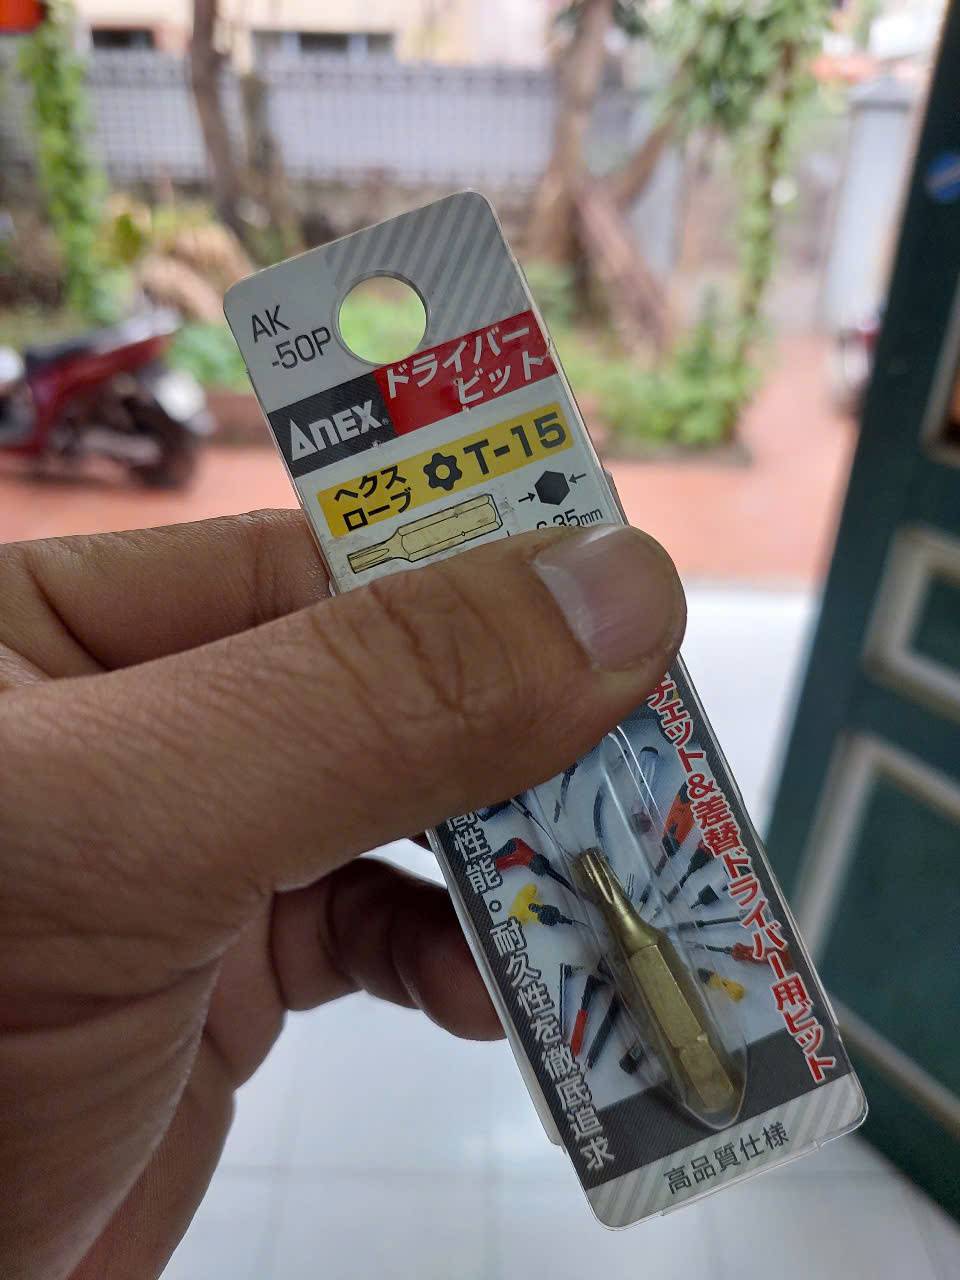 AK
-50P
ドライバー
ビット
ANEX®
ヘクス
ローブ
T-15
6.35mm
チェット&差替ドライバー用ビット
高性能・耐久性を徹底追求
高品質仕様